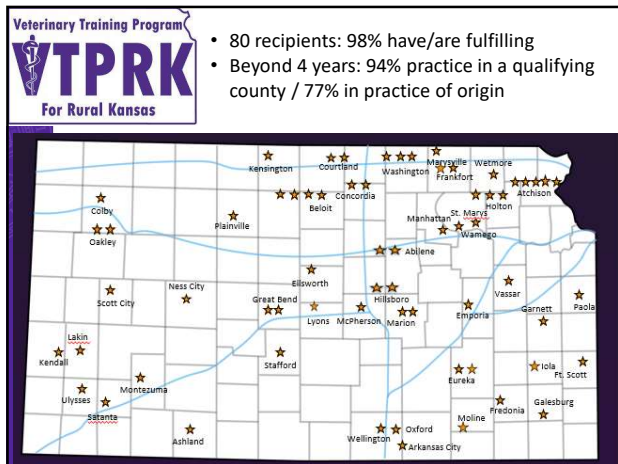 Veterinary Training Program
VTPRK
For Rural Kansas
• 80 recipients: 98% have/are fulfilling
• Beyond 4 years: 94% practice in a qualifying
county / 77% in practice of origin
Kensington
Courtland
Washington
Marysville
Frankfort
Wetmore
Atchison
Colby
Oakley
Plainville
Beloit
Concordia
Manhattan
St. Marys
Holton
Wamego
Abilene
Scott City
Ness City
Ellsworth
Great Bend
Lyons
McPherson
Hillsboro
Marion
Emporia
Vassar
Garnett
Paola
Lakin
Kendall
Stafford
Ulysses
Satanta
Montezuma
Eureka
Iola
Ft. Scott
Fredonia
Galesburg
Moline
Ashland
Wellington
Oxford
Arkansas City